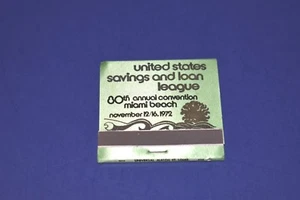 united states
savings and loan
league
80th annual convention
miami beach
november 12/16, 1972